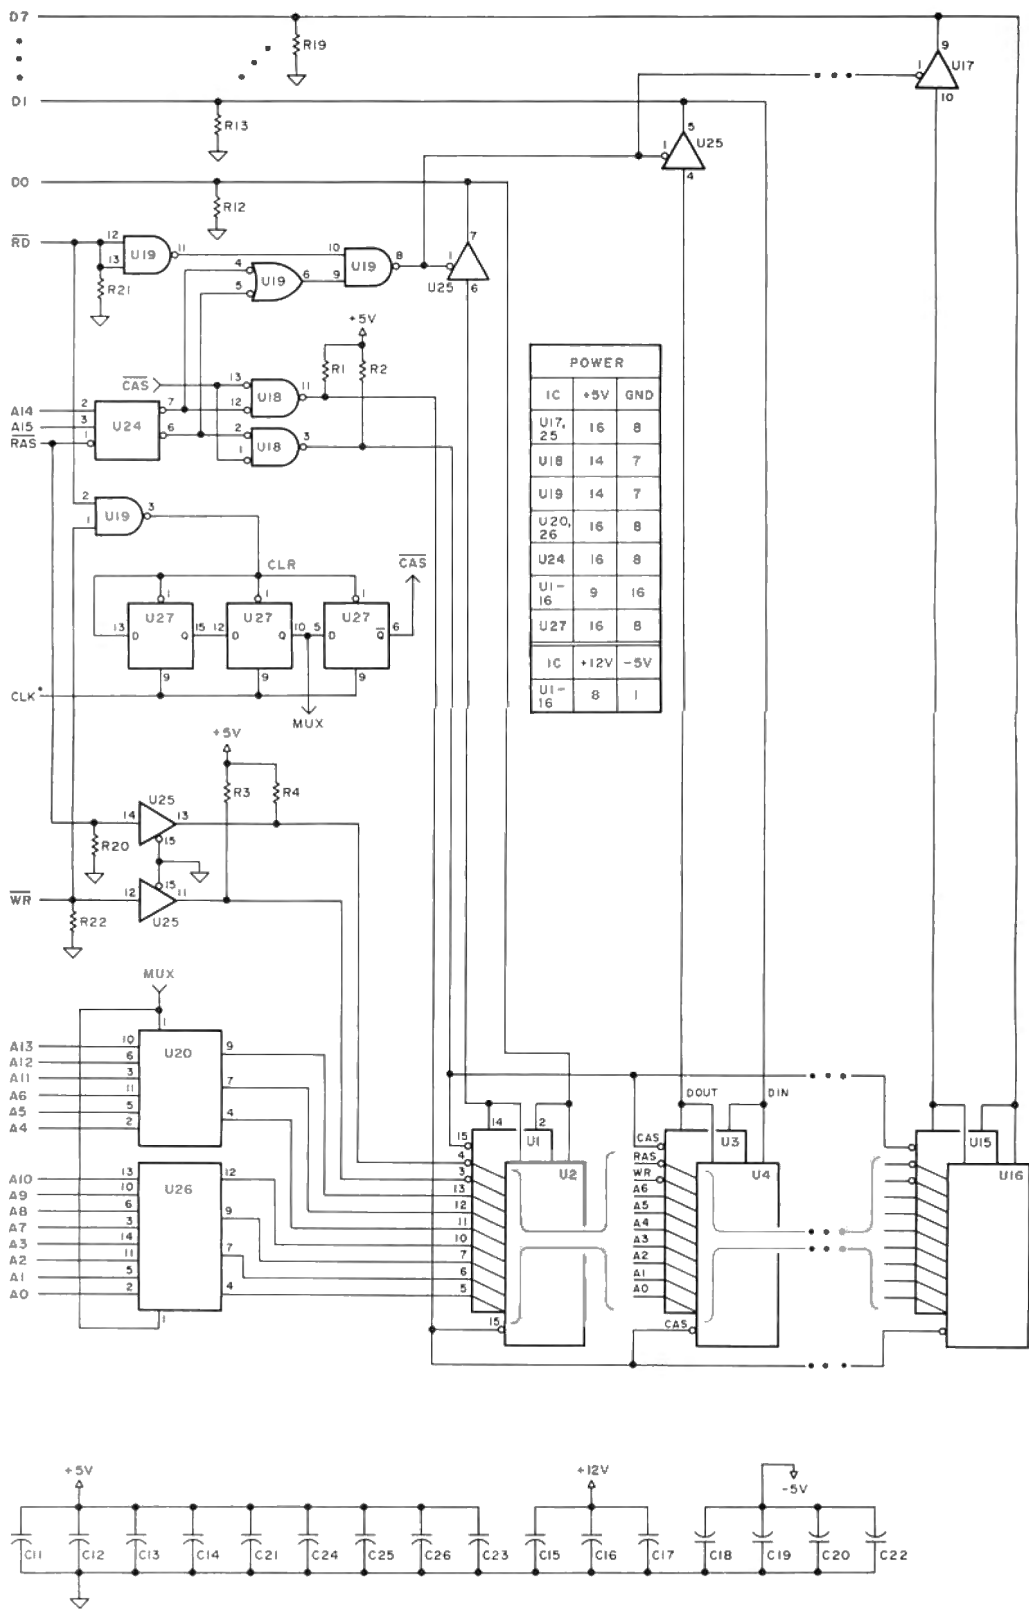 D7
R19
1
9
U17
10
D1
R13
1
5
U25
4
D0
R12
7
RD
12
13
U19
11
10
9
U19
8
1
U25
6
4
5
U19
6
R21
+5V
R1
R2
CAS
13
12
U18
11
A14
A15
RAS
2
3
1
U24
7
6
2
1
U18
3
POWER
IC +5V GND
U17, 25 16 8
U18 14 7
U19 14 7
U20, 26 16 8
U24 16 8
U1-16 9 16
U27 16 8
IC +12V -5V
U1-16 8 1
2
1
U19
3
CLR
CAS
1
U27
13 D Q 15
9
1
U27
12 D Q 10
9
1
U27
5 D Q 6
9
CLK*
MUX
+5V
R3
R4
U25
14
13
15
R20
WR
12
15
11
U25
R22
MUX
1
U20
A13 10
A12 6
A11 3
A6 11
A5 5
A4 2
9
7
4
U26
A10 13
A9 10
A8 6
A7 3
A3 14
A2 11
A1 5
A0 2
12
9
7
4
1
14
2
U1
U2
15
4
3
13
12
11
10
7
6
5
15
DOUT
DIN
U3
U4
CAS
RAS
WR
A6
A5
A4
A3
A2
A1
A0
CAS
U15
U16
+5V
+12V
-5V
C11 C12 C13 C14 C21 C24 C25 C26 C23 C15 C16 C17 C18 C19 C20 C22